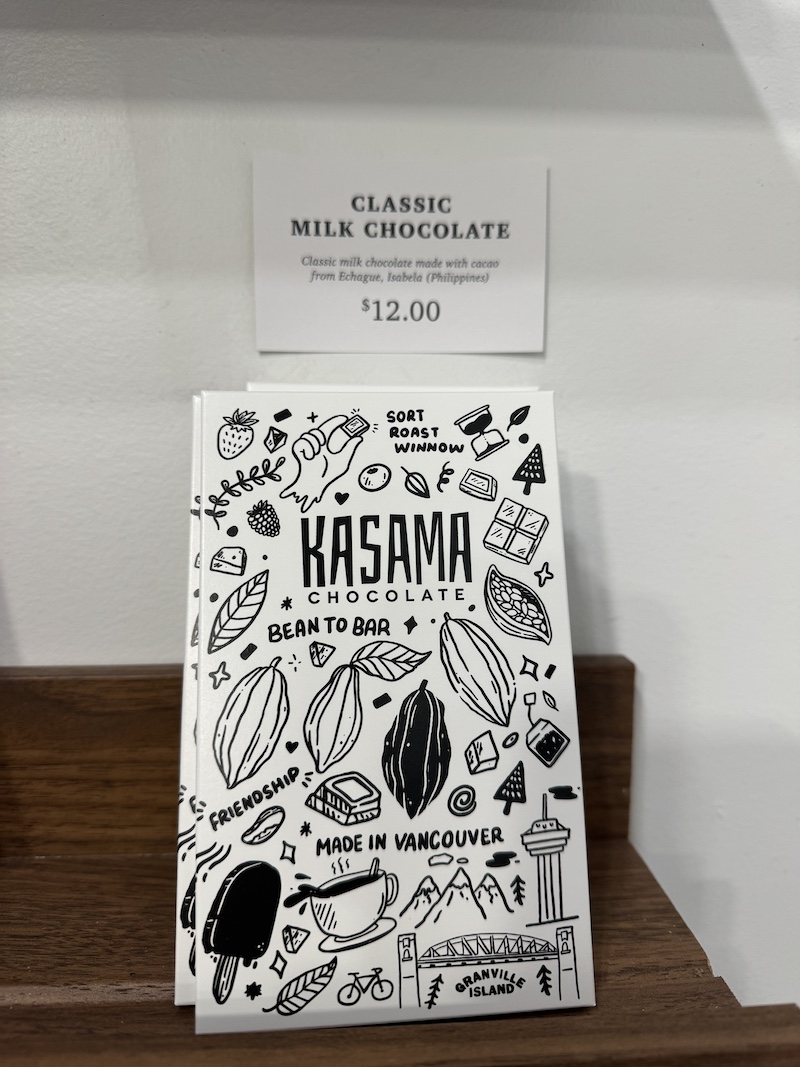 CLASSIC
MILK CHOCOLATE
Classic milk chocolate made with cacao
from Echague, Isabela (Philippines)
$12.00
SORT
ROAST
WINNOW
KASAMA
CHOCOLATE
BEAN TO BAR
FRIENDSHIP
MADE IN VANCOUVER
GRANVILLE
ISLAND